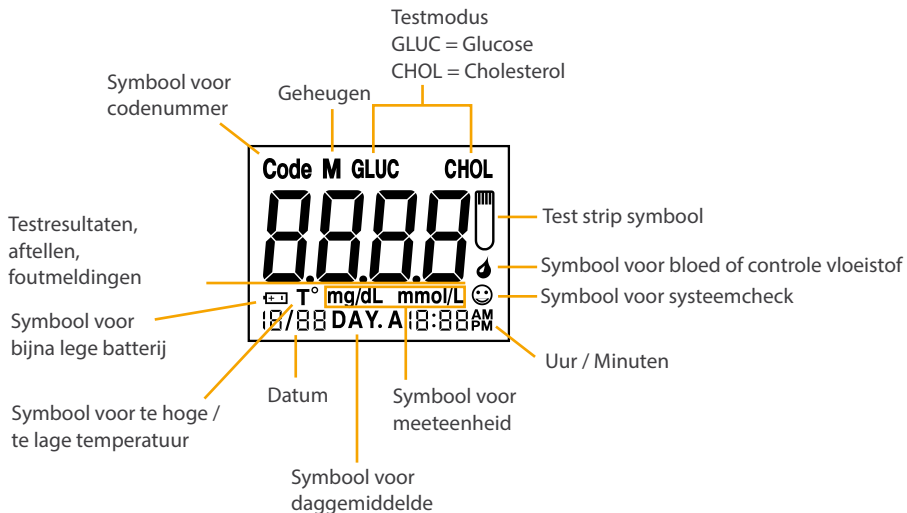 Testmodus
GLUC = Glucose
CHOL = Cholesterol
Symbool voor
codenummer
Geheugen
Code M GLUC CHOL
8.8.8.8
Testresultaten,
aftellen,
foutmeldingen
Test strip symbool
Symbool voor bloed of controle vloeistof
T° mg/dL mmol/L
Symbool voor systeemcheck
18/88 DAY. A 18:88 AM
PM
Symbool voor
bijna lege batterij
Uur / Minuten
Datum
Symbool voor
meeteenheid
Symbool voor te hoge /
te lage temperatuur
Symbool voor
daggemiddelde